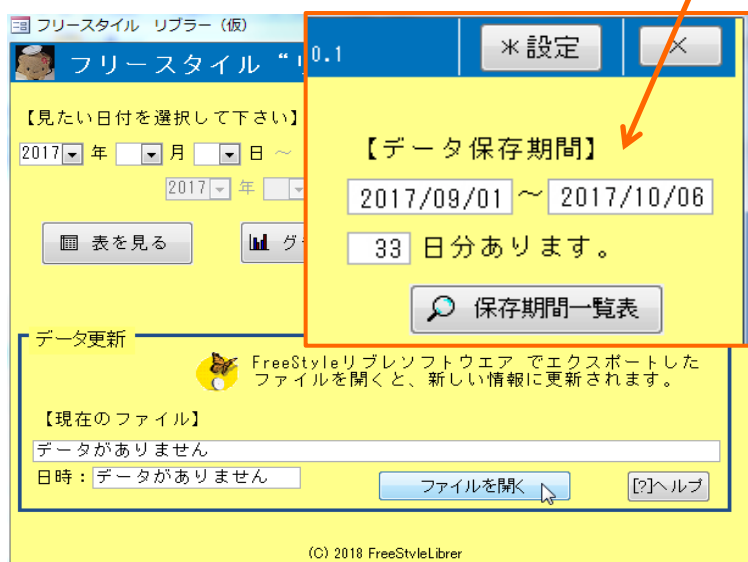 フリースタイル リブラー（仮）
フリースタイル “リ
0.1
＊設定
×
【見たい日付を選択して下さい】
2017 年 月 日 ～
2017 年
表を見る
グ
【データ保存期間】
2017/09/01 ～ 2017/10/06
33 日分あります。
保存期間一覧表
データ更新
FreeStyleリブレソフトウエア でエクスポートした
ファイルを開くと、新しい情報に更新されます。
【現在のファイル】
データがありません
日時：データがありません
ファイルを開く
[?]ヘルプ
(C) 2018 FreeStyleLibrer